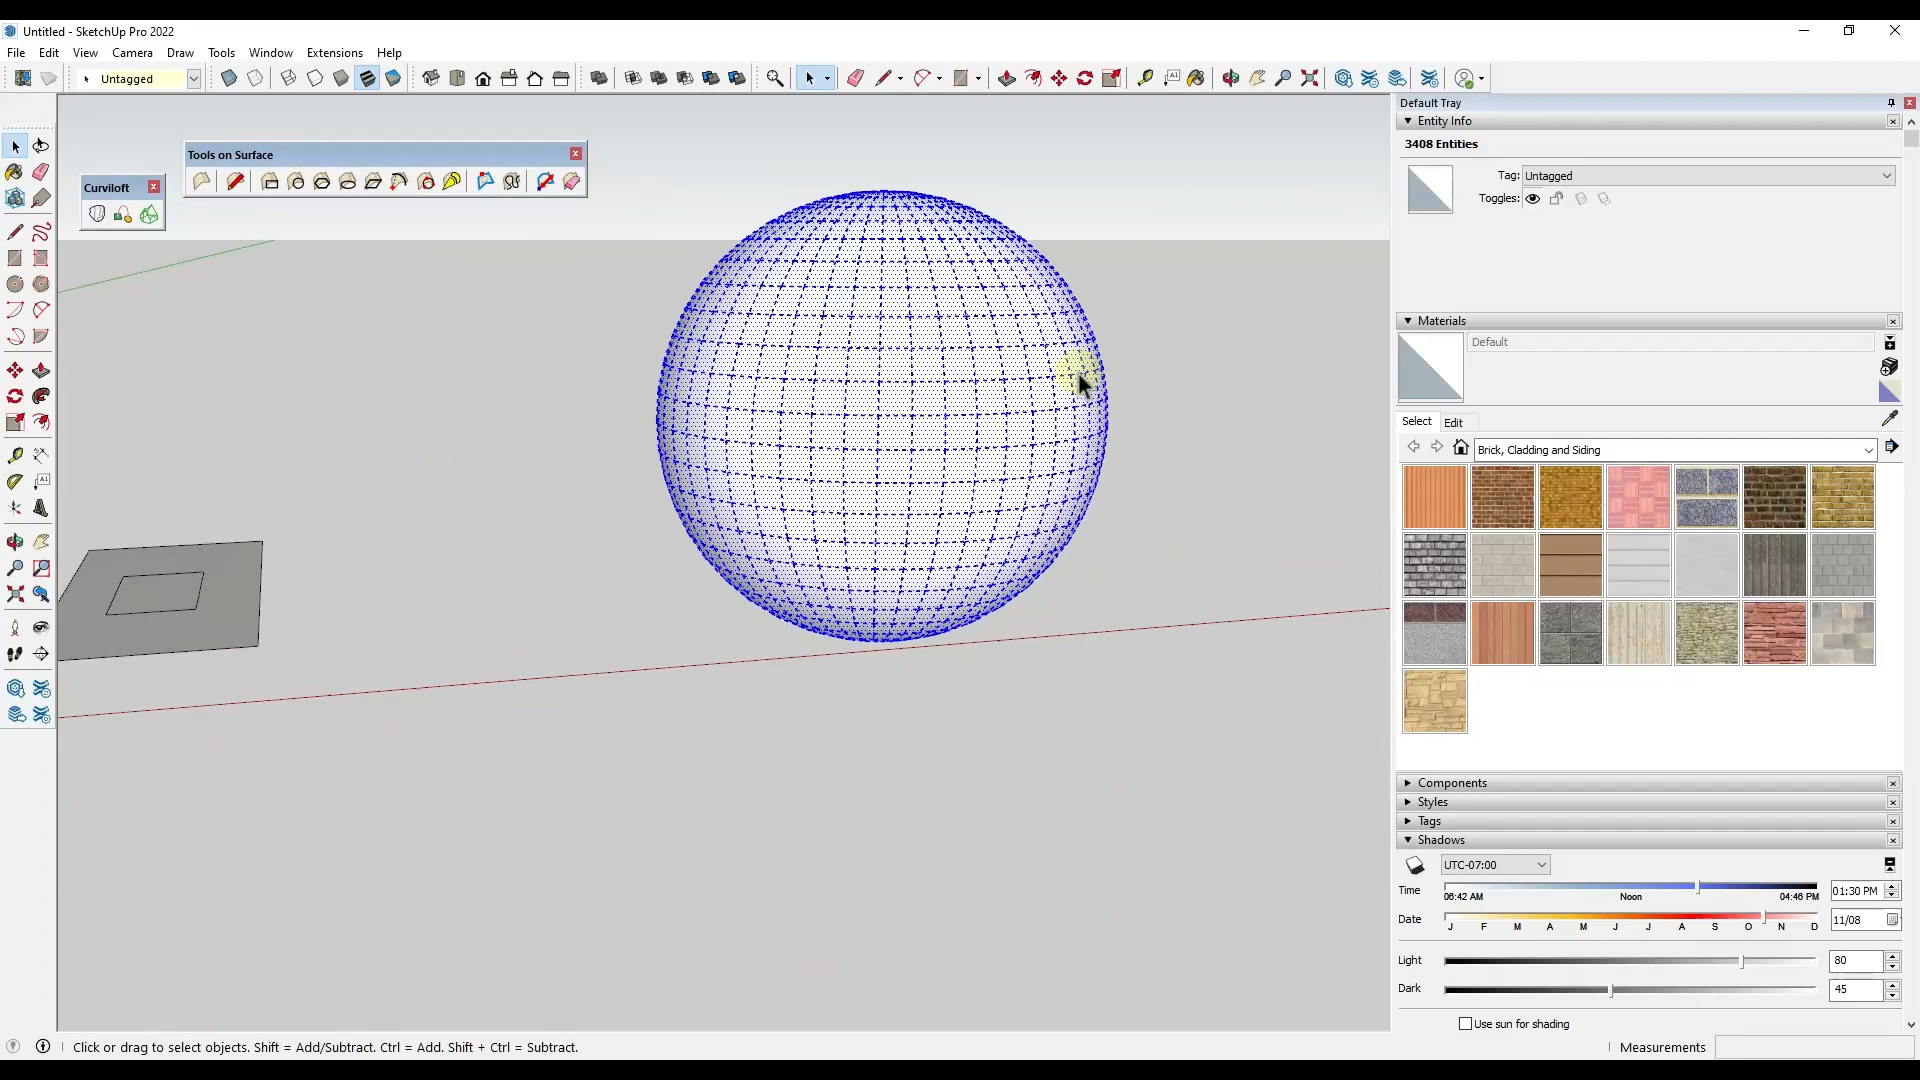 Untitled - SketchUp Pro 2022
File Edit View Camera Draw Tools Window Extensions Help
Untagged
Default Tray
Entity Info
3408 Entities
Tag: Untagged
Toggles:
Tools on Surface
Curviloft
Materials
Default
Select Edit
Brick, Cladding and Siding
Components
Styles
Tags
Shadows
UTC-07:00
Time 06:42 AM Noon 04:46 PM 01:30 PM
Date J F M A M J J A S O N D 11/08
Light 80
Dark 45
Use sun for shading
Click or drag to select objects. Shift = Add/Subtract. Ctrl = Add. Shift + Ctrl = Subtract.
Measurements